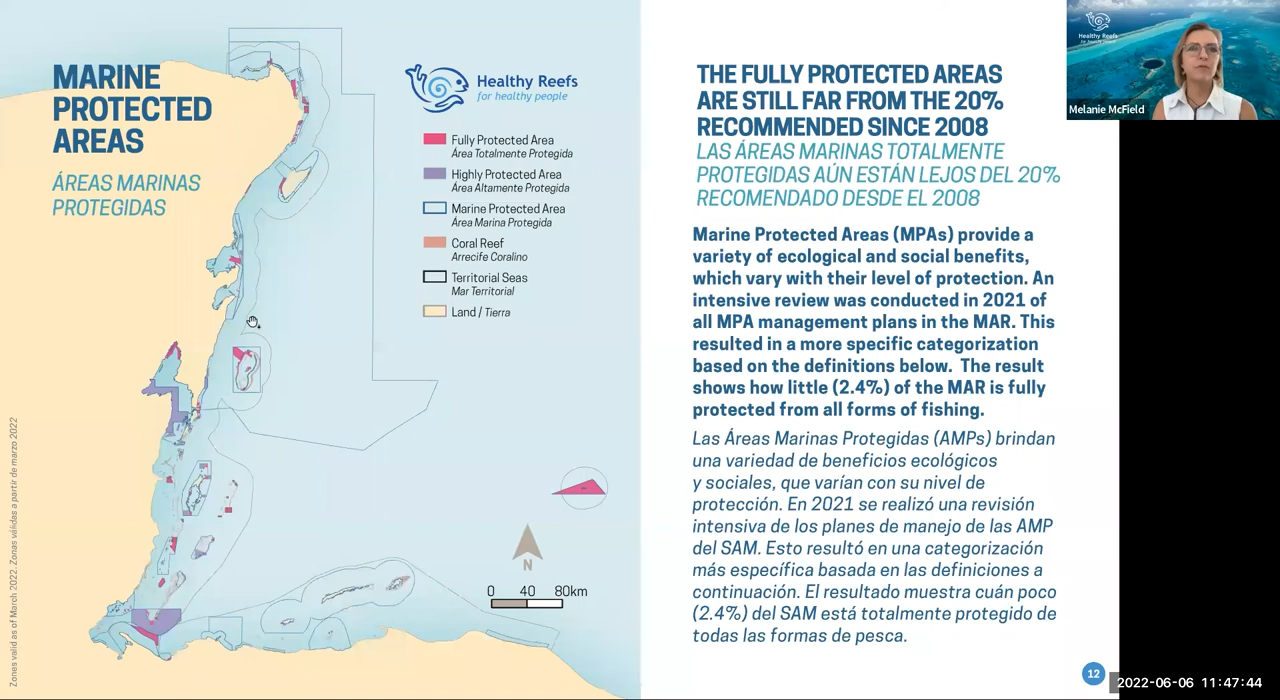 MARINE
PROTECTED
AREAS
ÁREAS MARINAS
PROTEGIDAS
Healthy Reefs
for healthy people
Fully Protected Area
Área Totalmente Protegida
Highly Protected Area
Área Altamente Protegida
Marine Protected Area
Área Marina Protegida
Coral Reef
Arrecife Coralino
Territorial Seas
Mar Territorial
Land / Tierra
N
0 40 80km
Zones valid as of March 2022. Zonas válidas a partir de marzo 2022
THE FULLY PROTECTED AREAS
ARE STILL FAR FROM THE 20%
RECOMMENDED SINCE 2008
LAS ÁREAS MARINAS TOTALMENTE
PROTEGIDAS AÚN ESTÁN LEJOS DEL 20%
RECOMENDADO DESDE EL 2008
Marine Protected Areas (MPAs) provide a
variety of ecological and social benefits,
which vary with their level of protection. An
intensive review was conducted in 2021 of
all MPA management plans in the MAR. This
resulted in a more specific categorization
based on the definitions below. The result
shows how little (2.4%) of the MAR is fully
protected from all forms of fishing.
Las Áreas Marinas Protegidas (AMPs) brindan
una variedad de beneficios ecológicos
y sociales, que varían con su nivel de
protección. En 2021 se realizó una revisión
intensiva de los planes de manejo de las AMP
del SAM. Esto resultó en una categorización
más específica basada en las definiciones a
continuación. El resultado muestra cuán poco
(2.4%) del SAM está totalmente protegido de
todas las formas de pesca.
12
Healthy Reefs
for healthy people
Melanie McField
2022-06-06 11:47:44